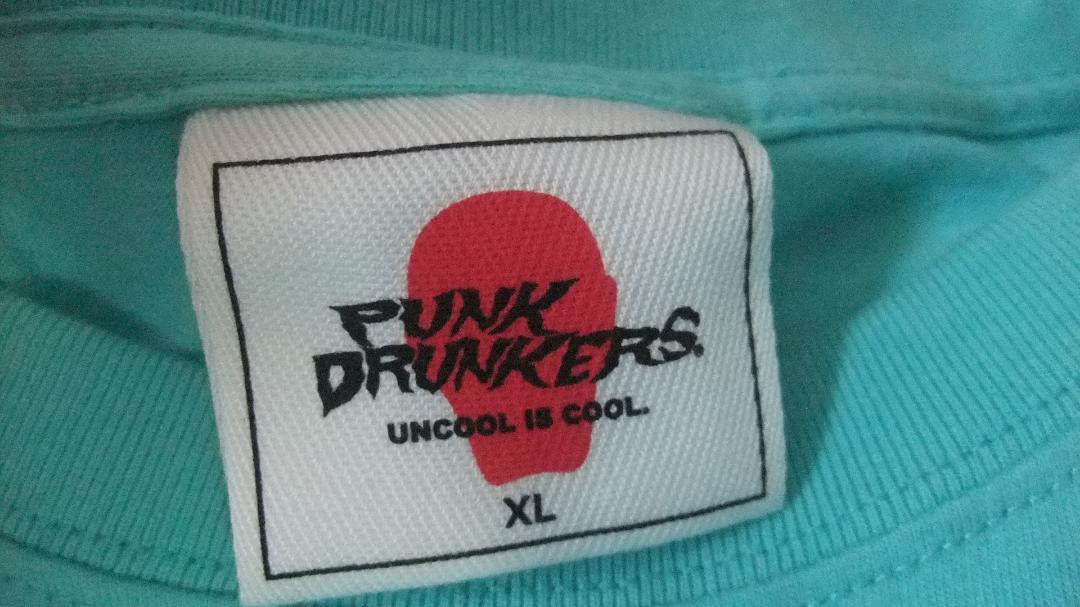 PUNK
DRUNKERS.
UNCOOL IS COOL.
XL